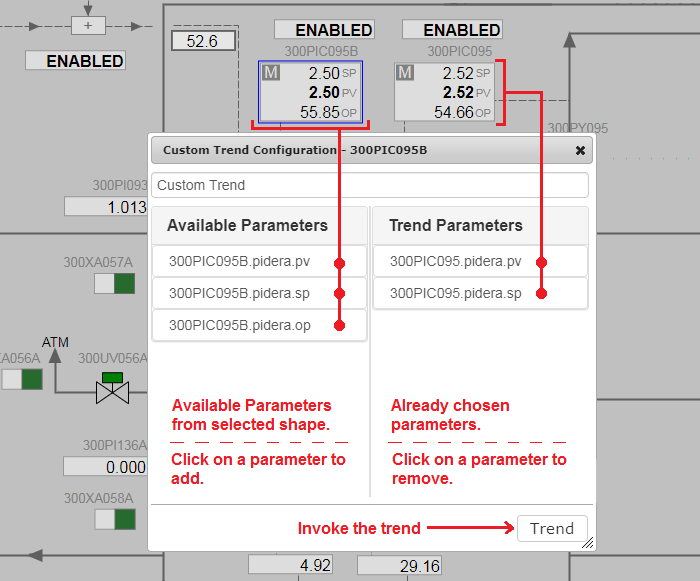 ENABLED
ENABLED
+
52.6
300PIC095B
300PIC095
ENABLED
M
2.50 SP
2.50 PV
55.85 OP
M
2.52 SP
2.52 PV
54.66 OP
300PY095
Custom Trend Configuration - 300PIC095B
Custom Trend
300PI093
1.013
Available Parameters
Trend Parameters
300PIC095B.pidera.pv
300PIC095.pidera.pv
300XA057A
300PIC095B.pidera.sp
300PIC095.pidera.sp
300PIC095B.pidera.op
ATM
XA056A
300UV056A
Available Parameters
from selected shape.
Already chosen
parameters.
Click on a parameter to
add.
Click on a parameter to
remove.
300PI136A
0.000
300XA058A
Invoke the trend
Trend
4.92
29.16